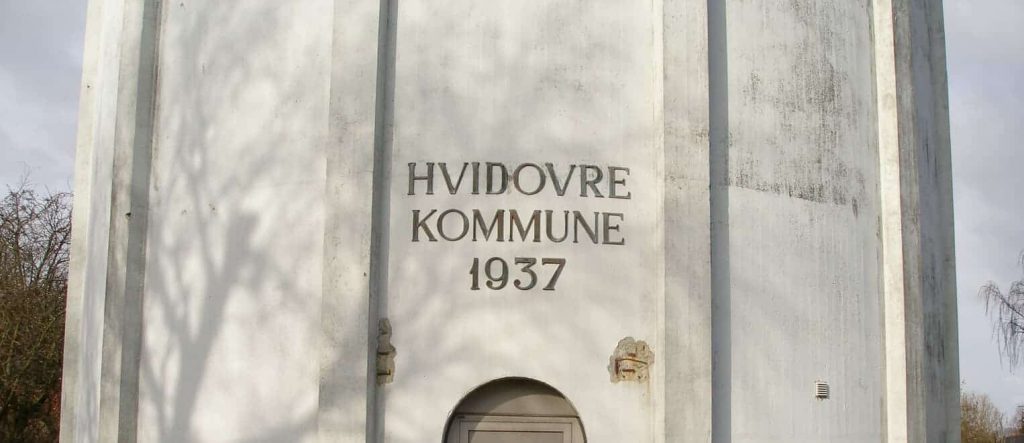 HVIDOVRE
KOMMUNE
1937